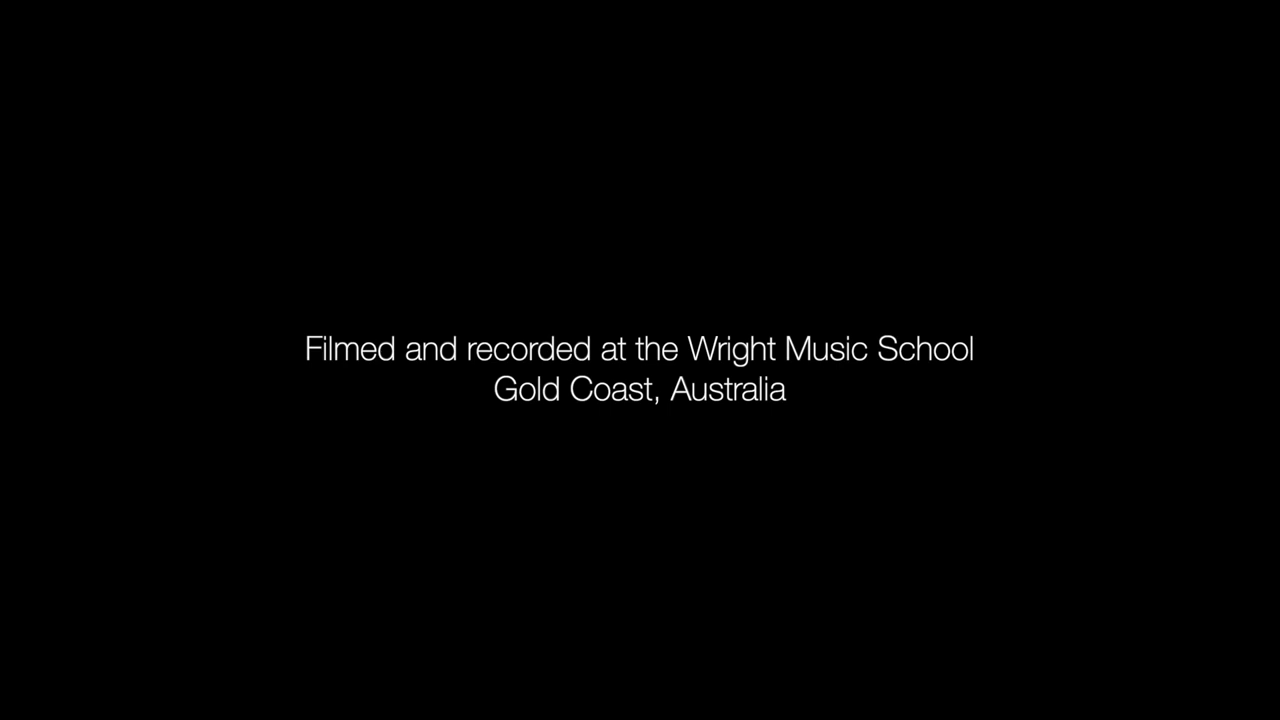 Filmed and recorded at the Wright Music School
Gold Coast, Australia